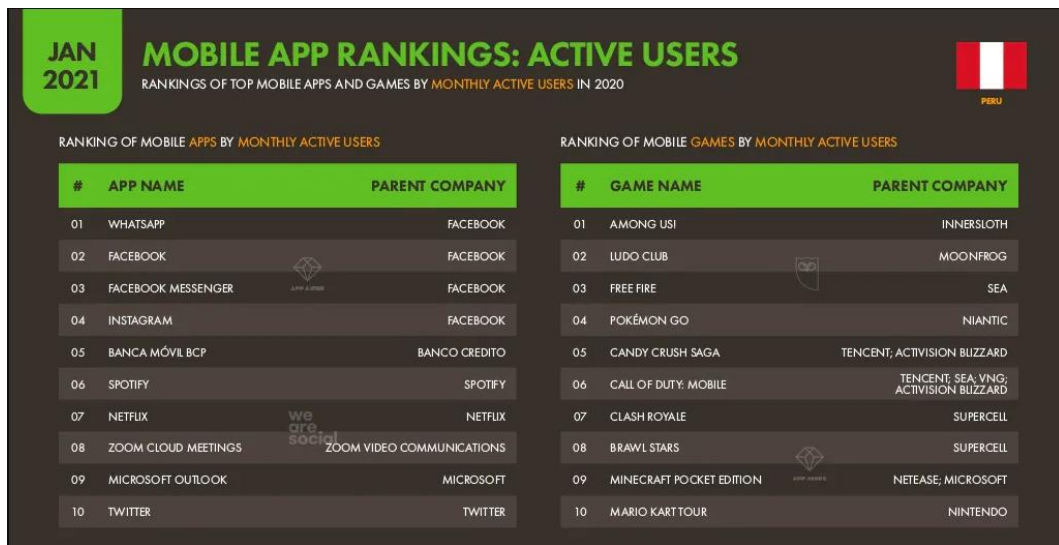 JAN
2021
MOBILE APP RANKINGS: ACTIVE USERS
RANKINGS OF TOP MOBILE APPS AND GAMES BY MONTHLY ACTIVE USERS IN 2020
PERU
RANKING OF MOBILE APPS BY MONTHLY ACTIVE USERS
# APP NAME PARENT COMPANY
01 WHATSAPP FACEBOOK
02 FACEBOOK FACEBOOK
03 FACEBOOK MESSENGER FACEBOOK
04 INSTAGRAM FACEBOOK
05 BANCA MÓVIL BCP BANCO CREDITO
06 SPOTIFY SPOTIFY
07 NETFLIX NETFLIX
08 ZOOM CLOUD MEETINGS ZOOM VIDEO COMMUNICATIONS
09 MICROSOFT OUTLOOK MICROSOFT
10 TWITTER TWITTER
APP ANNIE
we
are
social
RANKING OF MOBILE GAMES BY MONTHLY ACTIVE USERS
# GAME NAME PARENT COMPANY
01 AMONG US! INNERSLOTH
02 LUDO CLUB MOONFROG
03 FREE FIRE SEA
04 POKÉMON GO NIANTIC
05 CANDY CRUSH SAGA TENCENT; ACTIVISION BLIZZARD
06 CALL OF DUTY: MOBILE TENCENT; SEA; VNG;
ACTIVISION BLIZZARD
07 CLASH ROYALE SUPERCELL
08 BRAWL STARS SUPERCELL
09 MINECRAFT POCKET EDITION NETEASE; MICROSOFT
10 MARIO KART TOUR NINTENDO
APP ANNIE